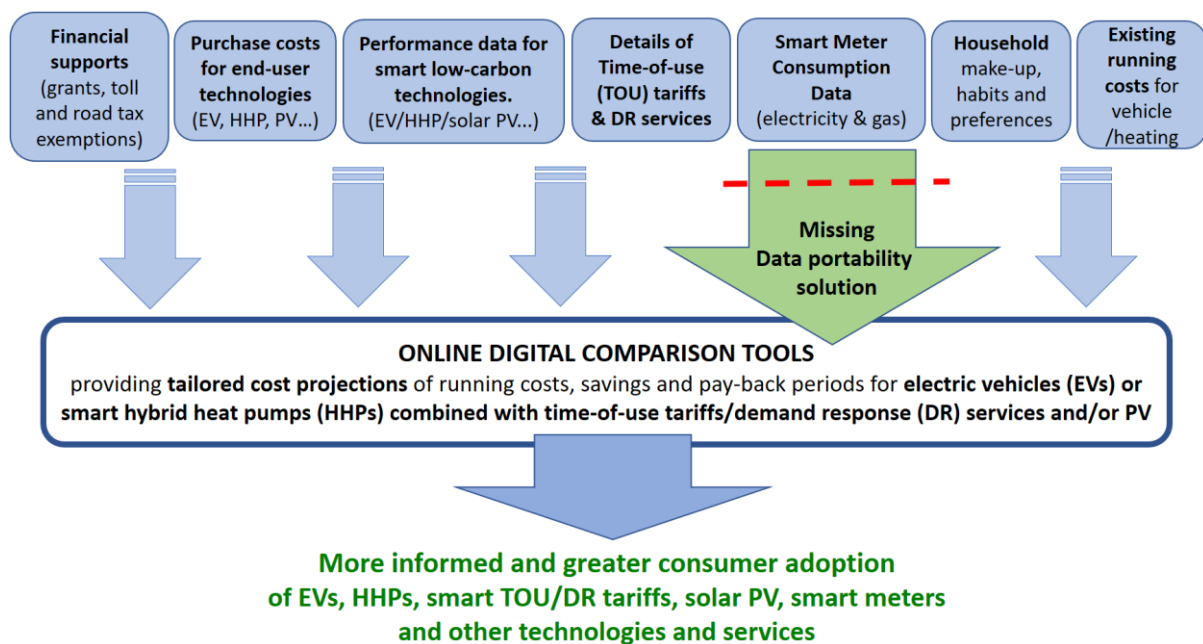 Financial
supports
(grants, toll
and road tax
exemptions)
Purchase costs
for end-user
technologies
(EV, HHP, PV...)
Performance data for
smart low-carbon
technologies.
(EV/HHP/solar PV...)
Details of
Time-of-use
(TOU) tariffs
& DR services
Smart Meter
Consumption
Data
(electricity & gas)
Household
make-up,
habits and
preferences
Existing
running
costs for
vehicle
/heating
Missing
Data portability
solution
ONLINE DIGITAL COMPARISON TOOLS
providing tailored cost projections of running costs, savings and pay-back periods for electric vehicles (EVs) or
smart hybrid heat pumps (HHPs) combined with time-of-use tariffs/demand response (DR) services and/or PV
More informed and greater consumer adoption
of EVs, HHPs, smart TOU/DR tariffs, solar PV, smart meters
and other technologies and services